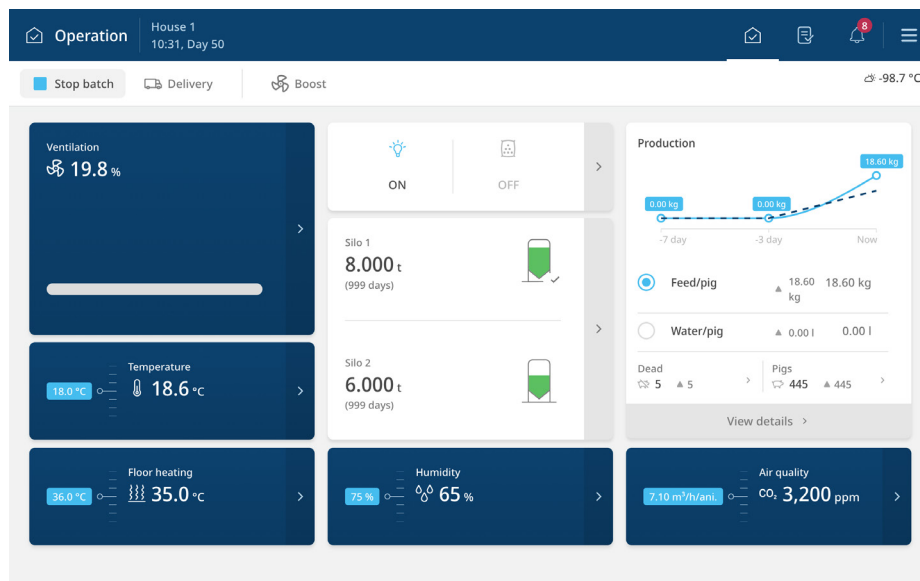 Operation
House 1
10:31, Day 50
8
Stop batch
Delivery
Boost
-98.7 °C
Ventilation
19.8 %
ON
OFF
Production
18.60 kg
0.00 kg
0.00 kg
-7 day
-3 day
Now
Silo 1
8.000 t
(999 days)
Feed/pig
▲ 18.60 kg
18.60 kg
Water/pig
▲ 0.00 l
0.00 l
Temperature
18.0 °C
18.6 °C
Silo 2
6.000 t
(999 days)
Dead
5 ▲ 5
Pigs
445 ▲ 445
View details
Floor heating
36.0 °C
35.0 °C
Humidity
75 %
65 %
Air quality
7.10 m³/h/ani.
CO₂ 3,200 ppm